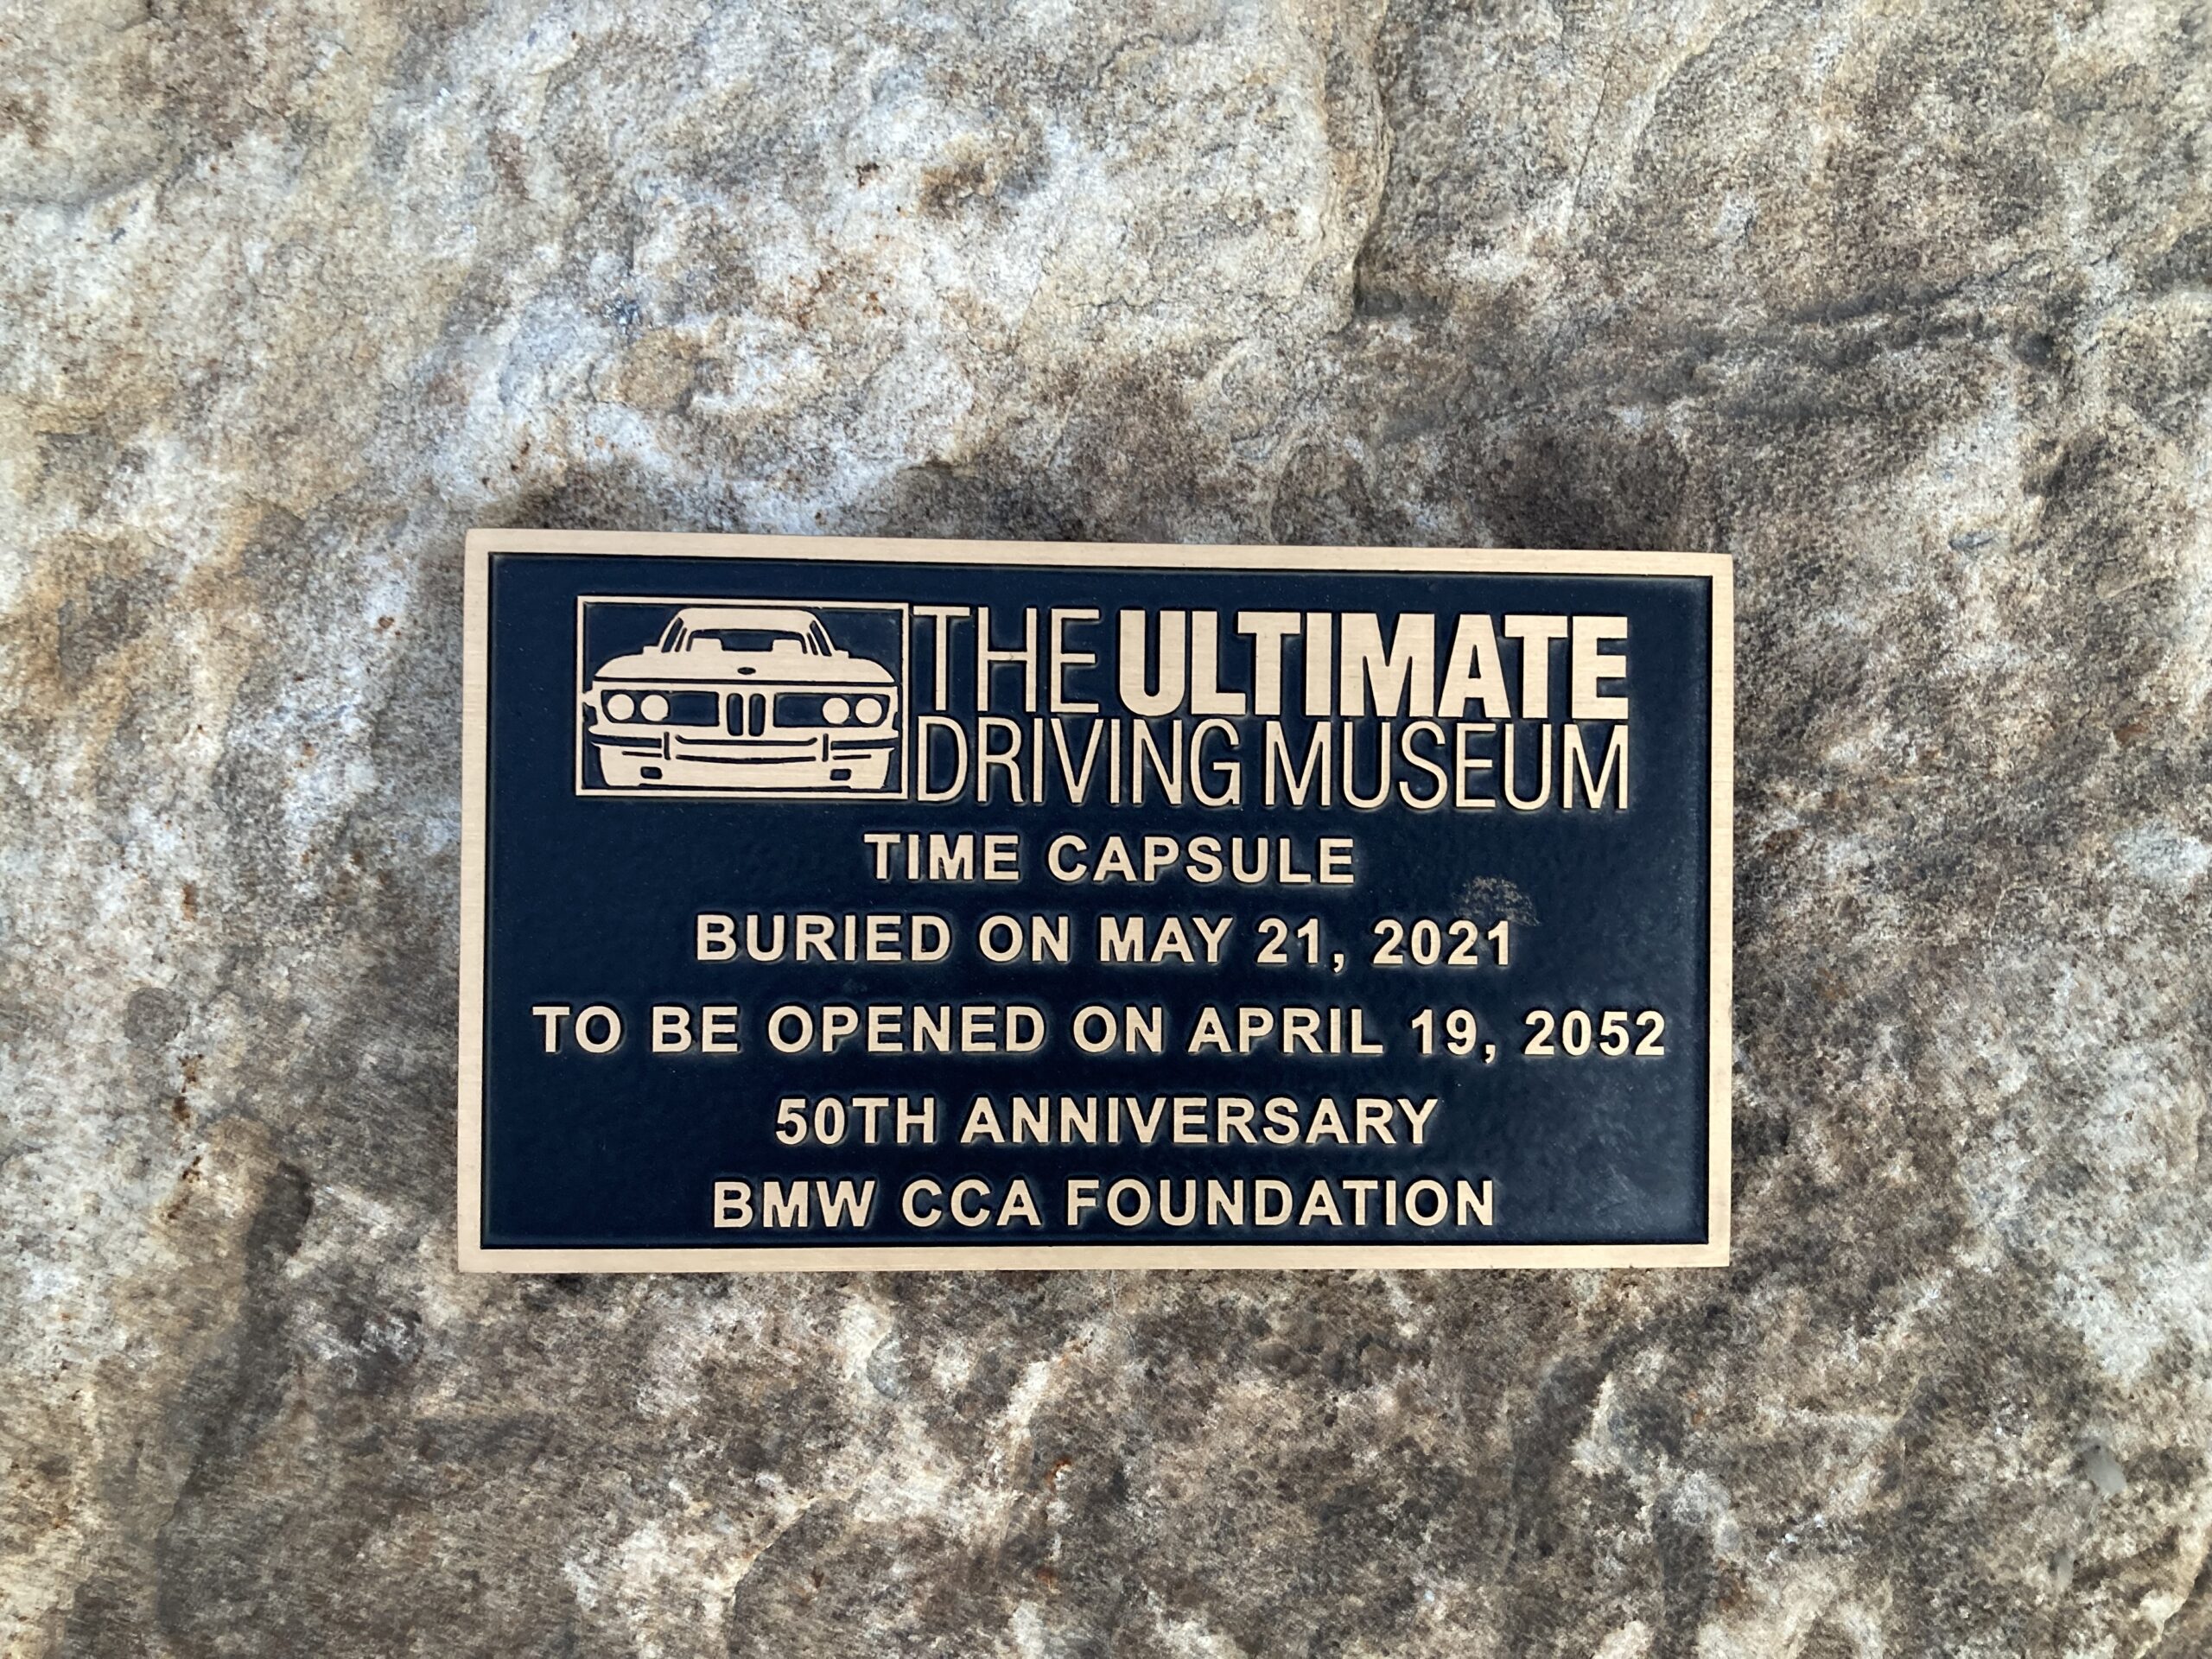 THE ULTIMATE
DRIVING MUSEUM
TIME CAPSULE
BURIED ON MAY 21, 2021
TO BE OPENED ON APRIL 19, 2052
50TH ANNIVERSARY
BMW CCA FOUNDATION